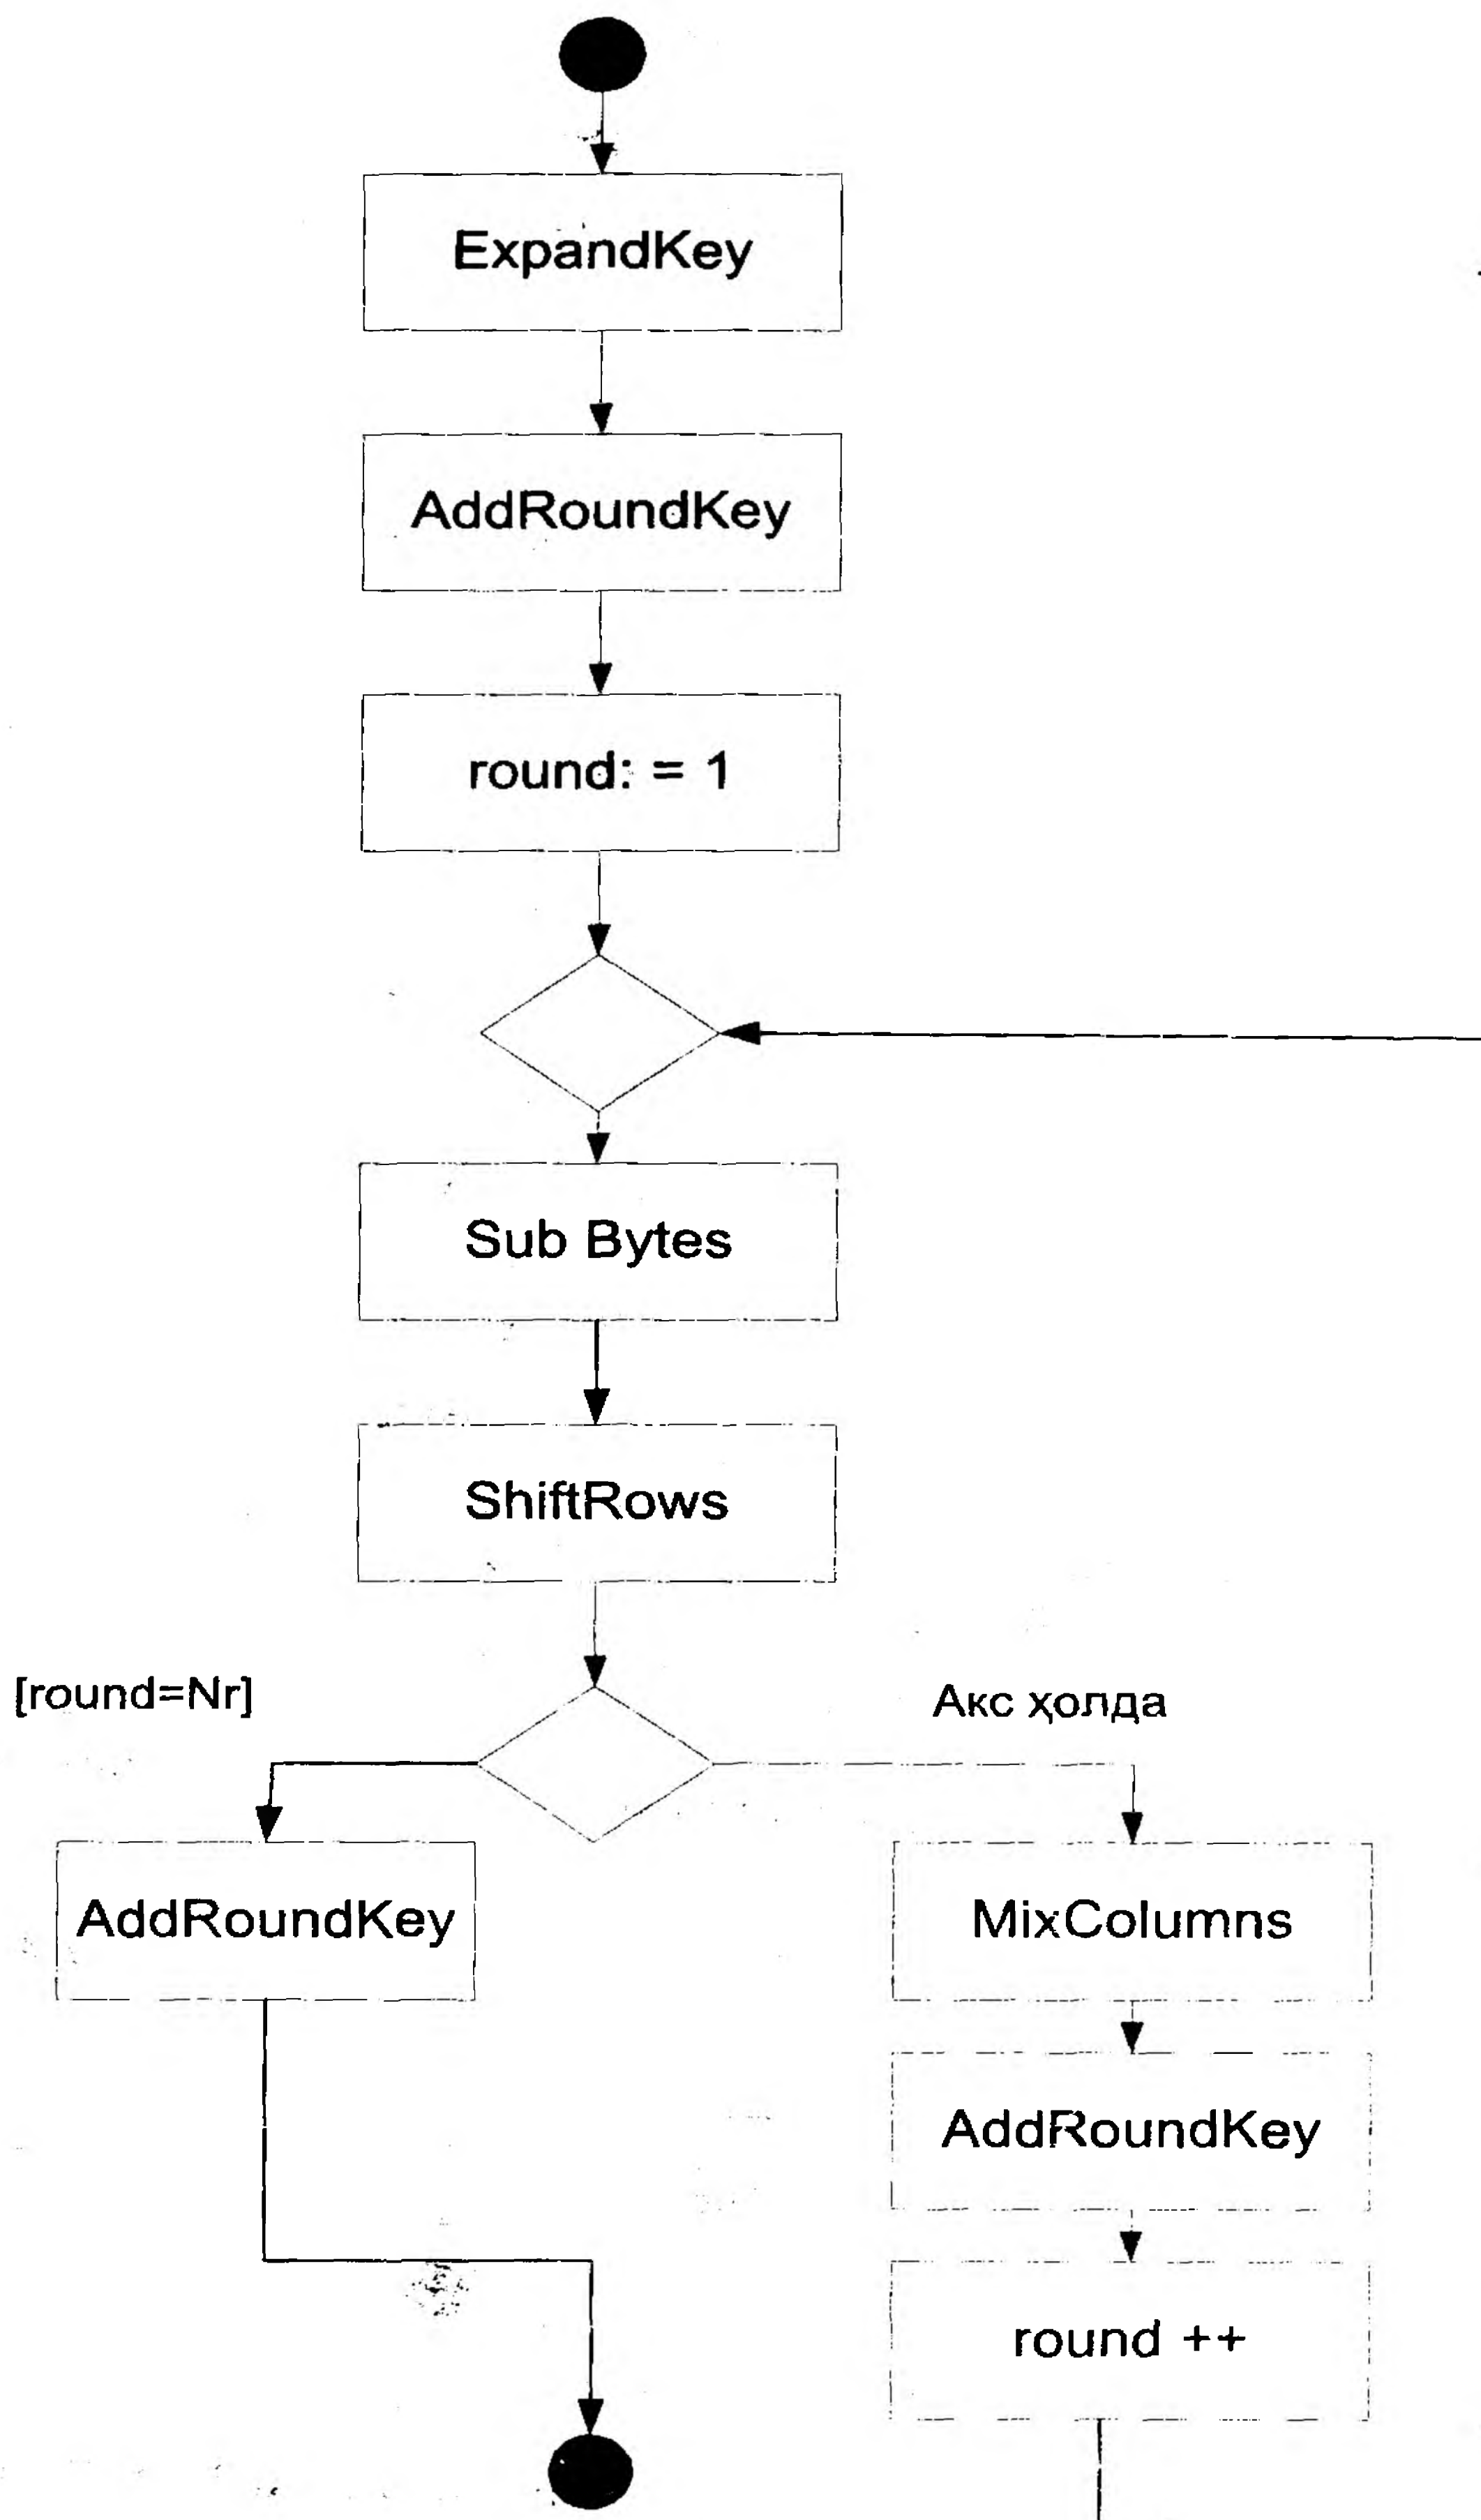 ExpandKey
AddRoundKey
round: = 1
Sub Bytes
ShiftRows
[round=Nr]
Акс ҳолда
AddRoundKey
MixColumns
AddRoundKey
round ++